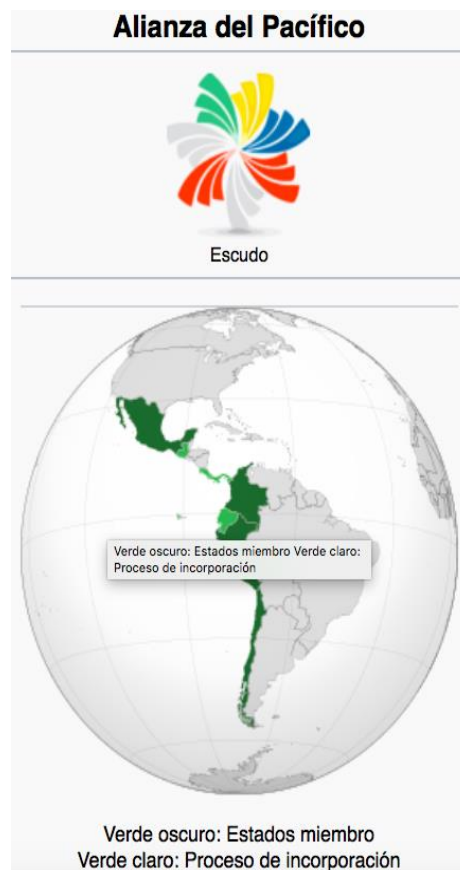 Alianza del Pacífico
Escudo
Verde oscuro: Estados miembro Verde claro:
Proceso de incorporación
Verde oscuro: Estados miembro
Verde claro: Proceso de incorporación